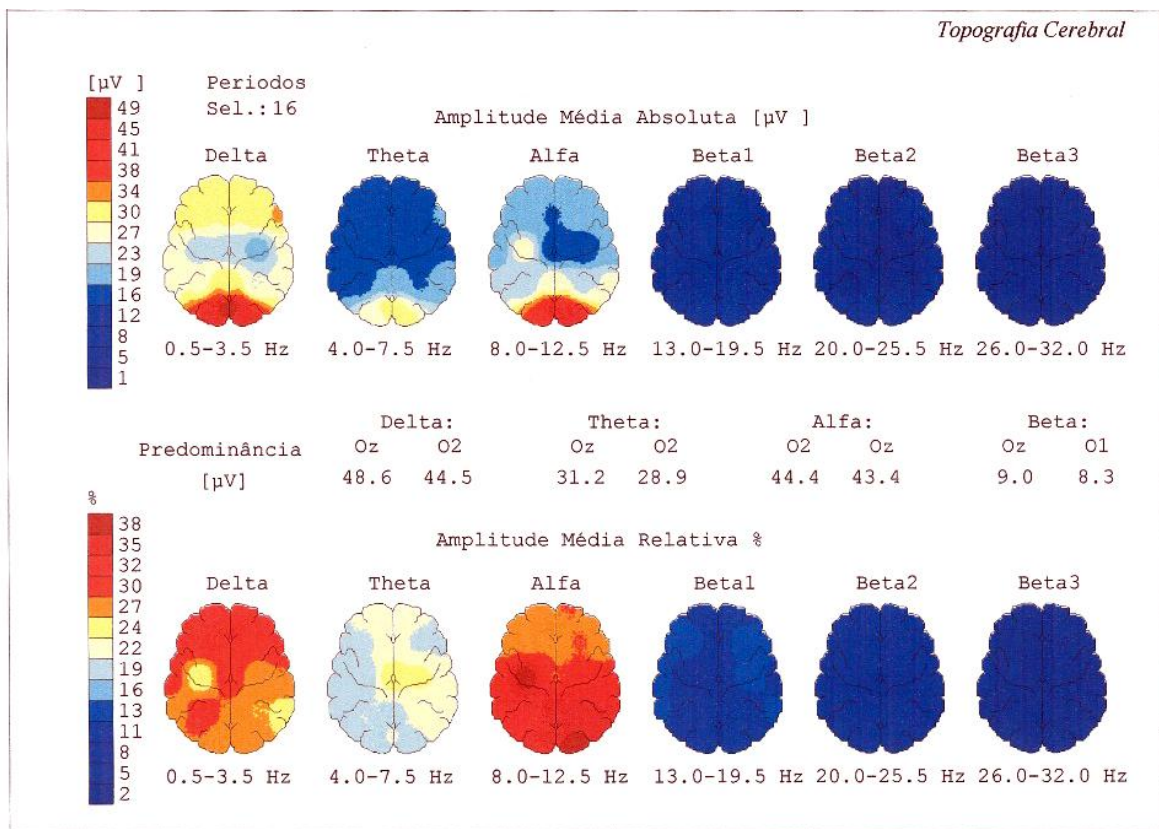 Topografia Cerebral
[µV ] Periodos
Sel.:16
Amplitude Média Absoluta [µV ]
49
45
41
38
34
30
27
23
19
16
12
8
5
1
Delta Theta Alfa Beta1 Beta2 Beta3
0.5-3.5 Hz 4.0-7.5 Hz 8.0-12.5 Hz 13.0-19.5 Hz 20.0-25.5 Hz 26.0-32.0 Hz
Delta: Theta: Alfa: Beta:
Predominância Oz O2 Oz O2 O2 Oz Oz O1
[µV] 48.6 44.5 31.2 28.9 44.4 43.4 9.0 8.3
%
38
35
32
30
27
24
22
19
16
13
11
8
5
2
Amplitude Média Relativa %
Delta Theta Alfa Beta1 Beta2 Beta3
0.5-3.5 Hz 4.0-7.5 Hz 8.0-12.5 Hz 13.0-19.5 Hz 20.0-25.5 Hz 26.0-32.0 Hz